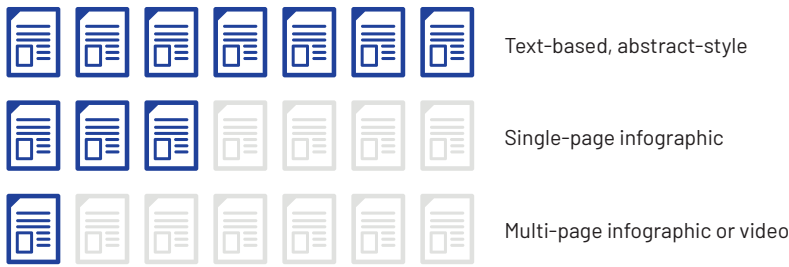 Text-based, abstract-style
Single-page infographic
Multi-page infographic or video